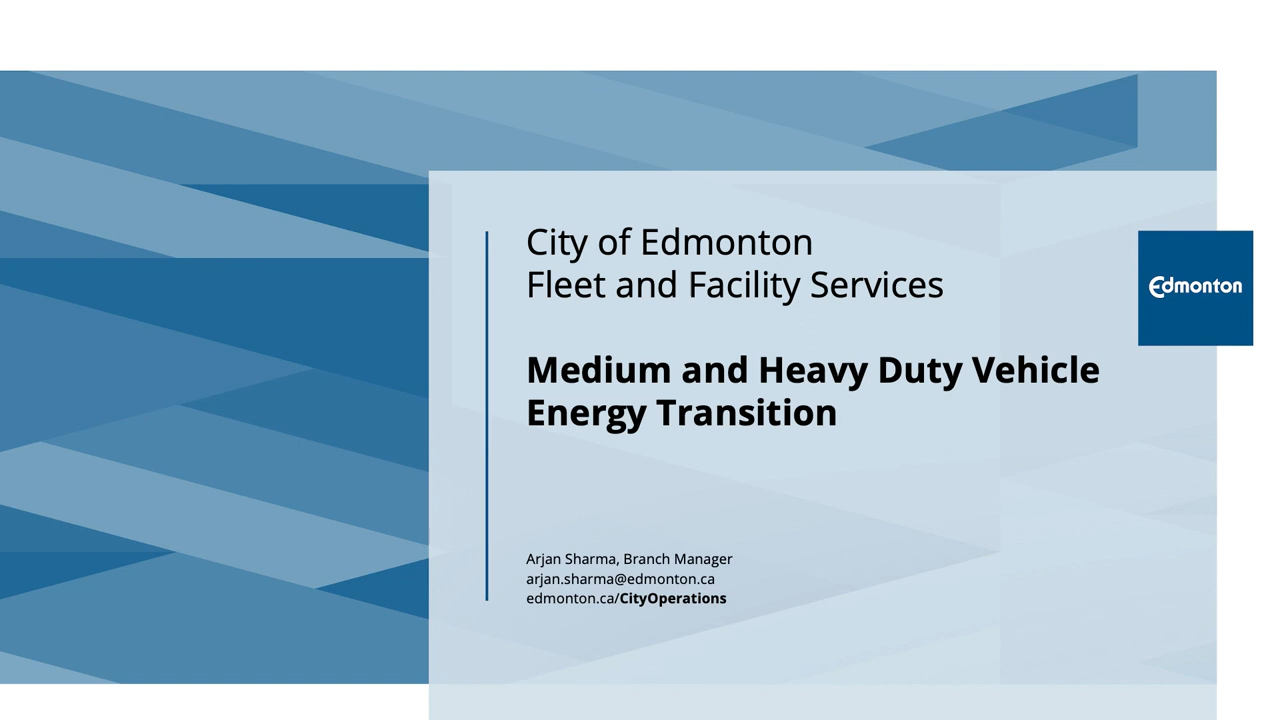 City of Edmonton
Fleet and Facility Services
Edmonton
Medium and Heavy Duty Vehicle
Energy Transition
Arjan Sharma, Branch Manager
arjan.sharma@edmonton.ca
edmonton.ca/CityOperations